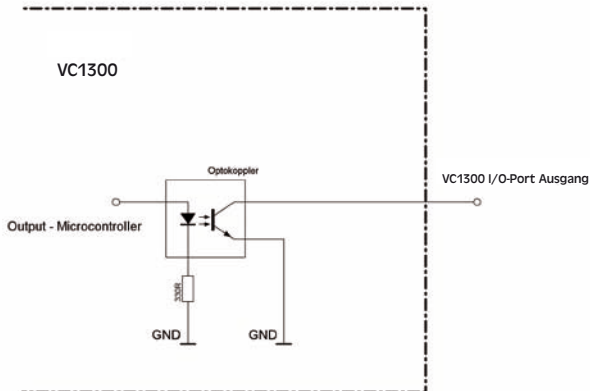 VC1300
Optokoppler
VC1300 I/O-Port Ausgang
Output - Microcontroller
330R
GND
GND